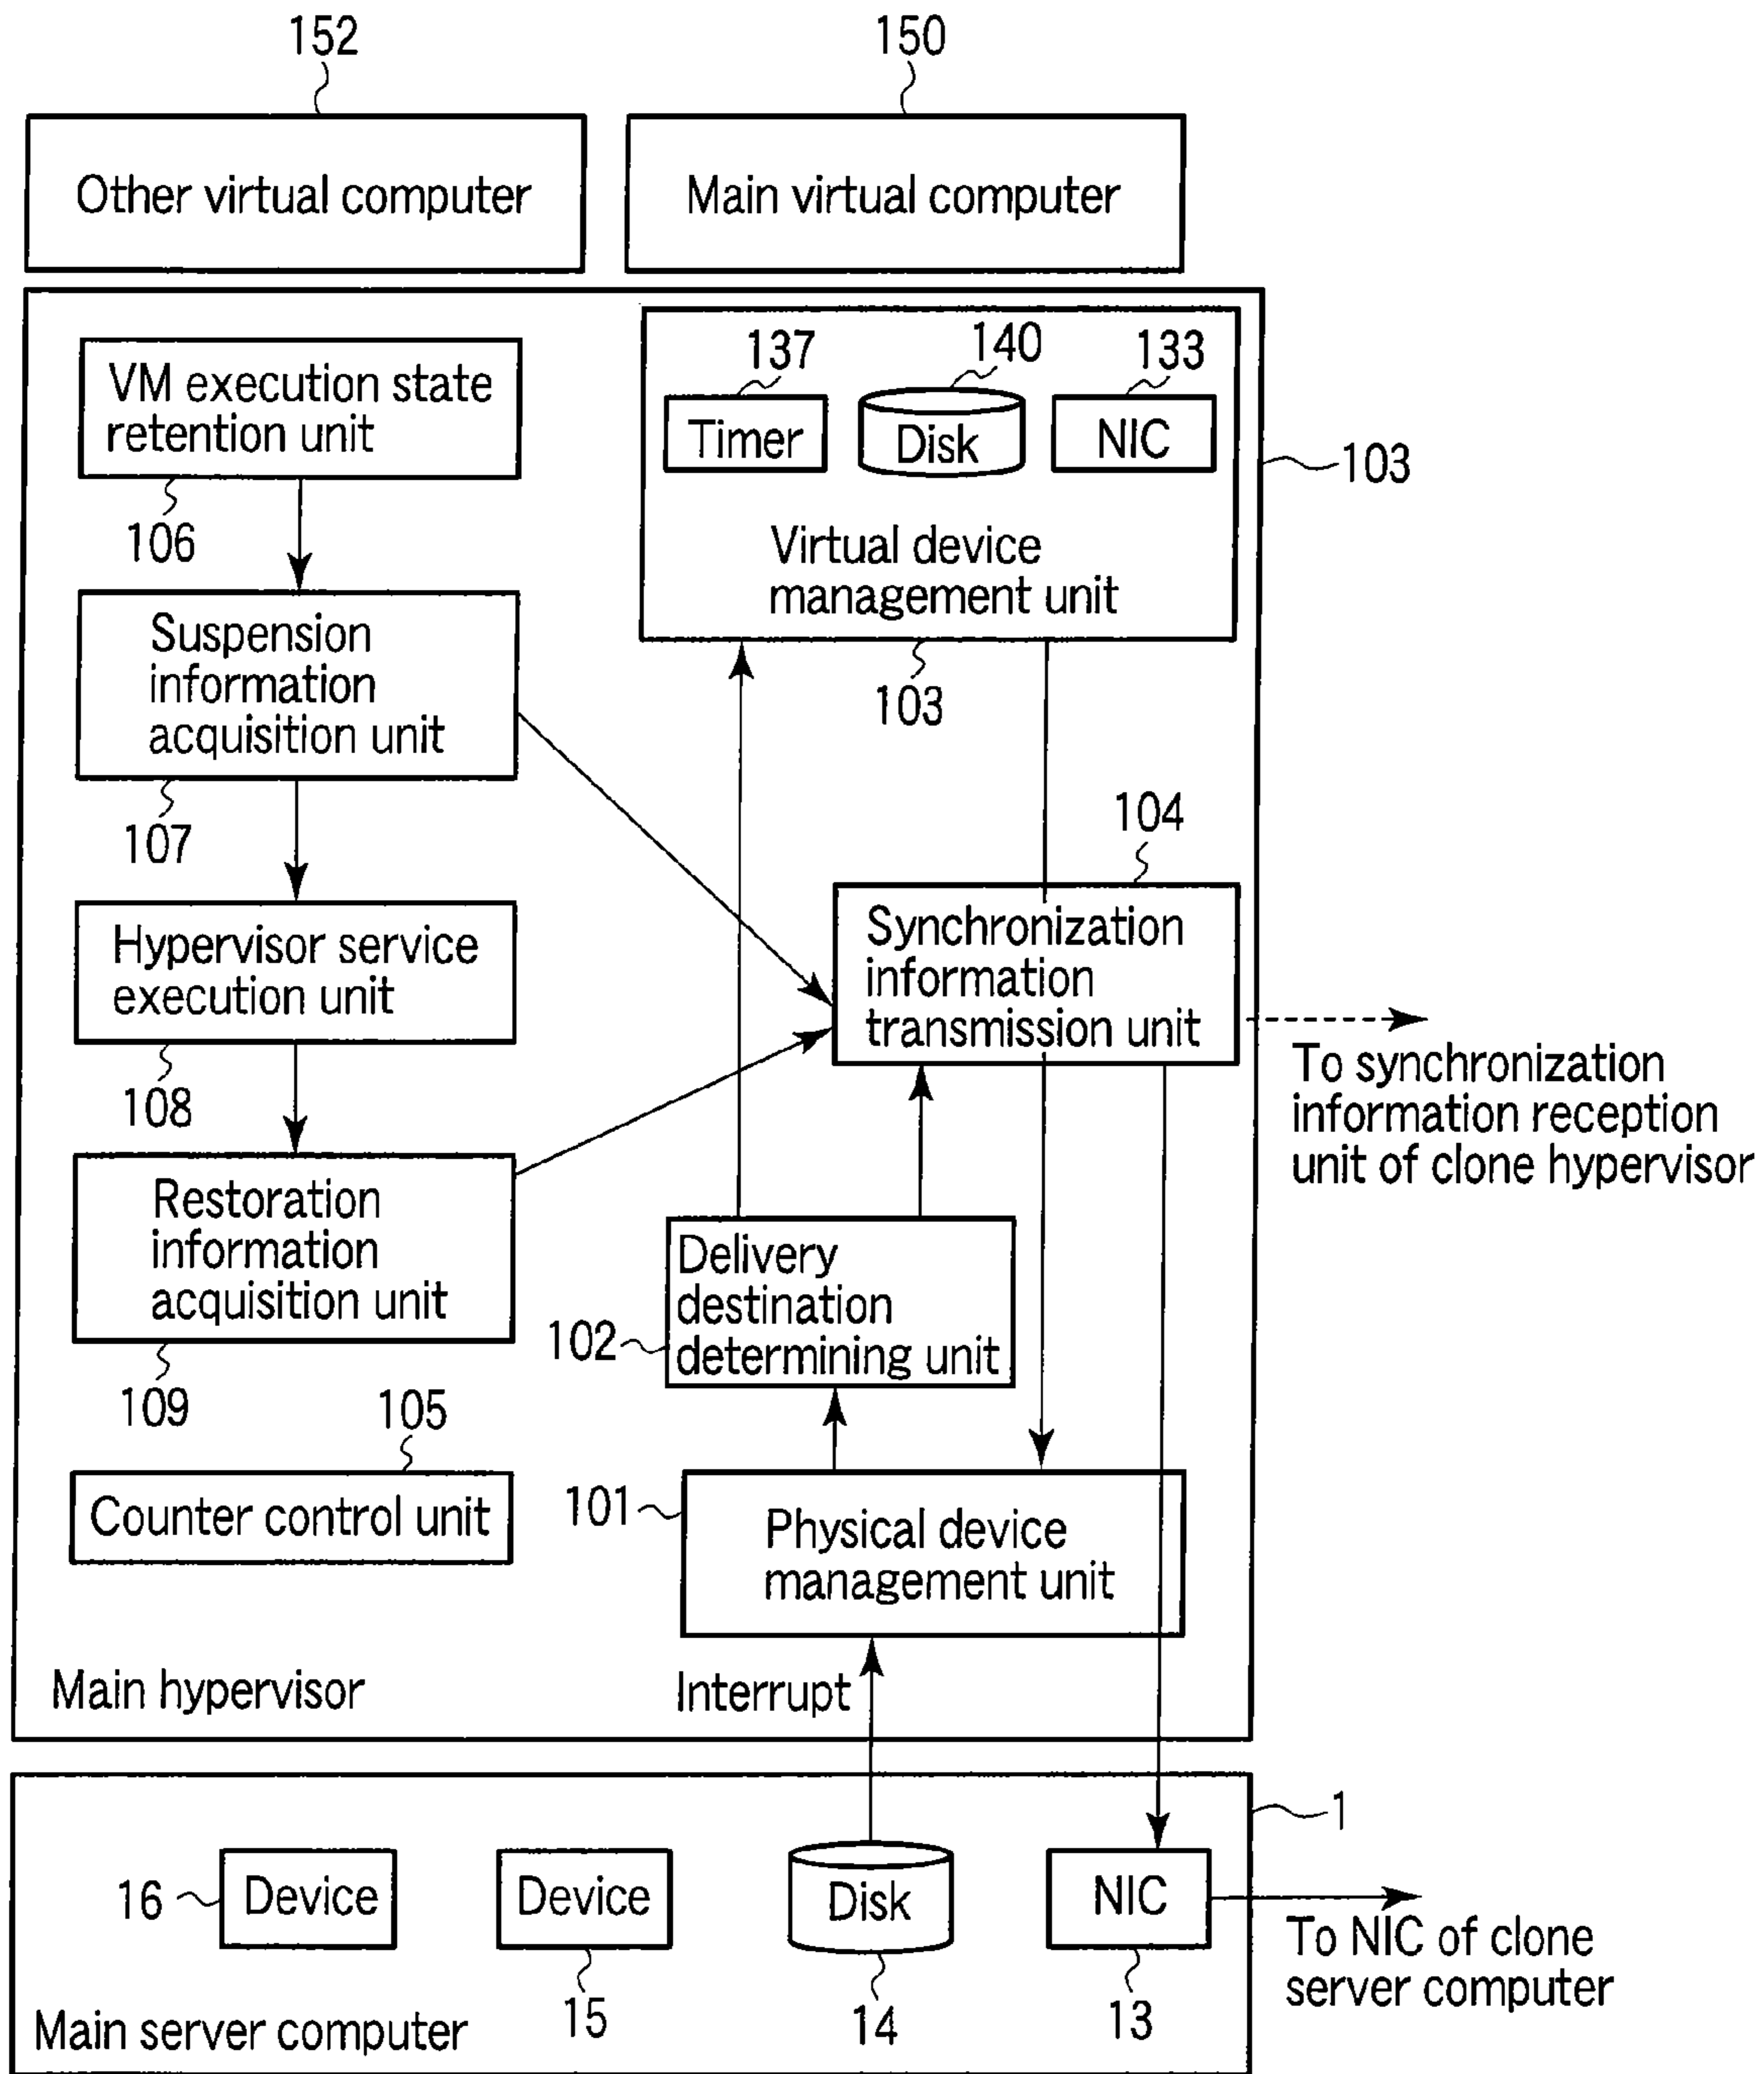 152
150
Other virtual computer
Main virtual computer
VM execution state
retention unit
106
137
140
133
Timer
Disk
NIC
Virtual device
management unit
103
103
Suspension
information
acquisition unit
107
104
Hypervisor service
execution unit
108
Synchronization
information
transmission unit
To synchronization
information reception
unit of clone hypervisor
Restoration
information
acquisition unit
109
Delivery
destination
determining unit
102
105
Counter control unit
101
Physical device
management unit
Main hypervisor
Interrupt
1
16
Device
Device
15
Disk
14
NIC
13
To NIC of clone
server computer
Main server computer